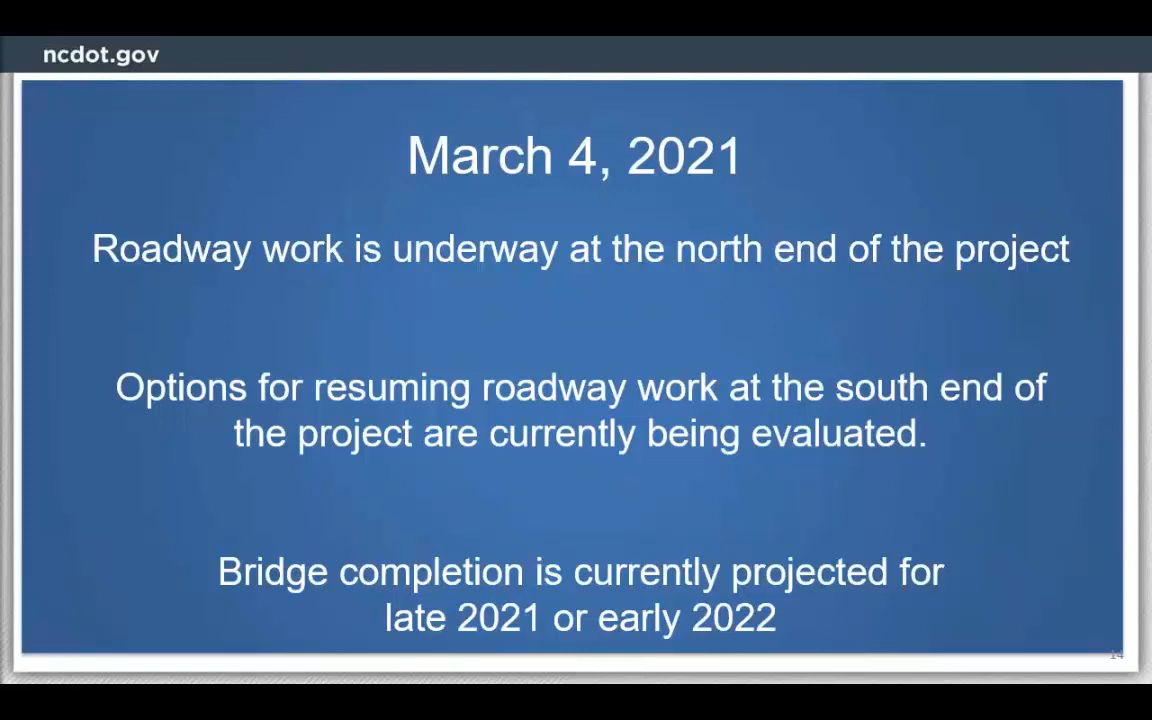 ncdot.gov
March 4, 2021
Roadway work is underway at the north end of the project
Options for resuming roadway work at the south end of
the project are currently being evaluated.
Bridge completion is currently projected for
late 2021 or early 2022
14